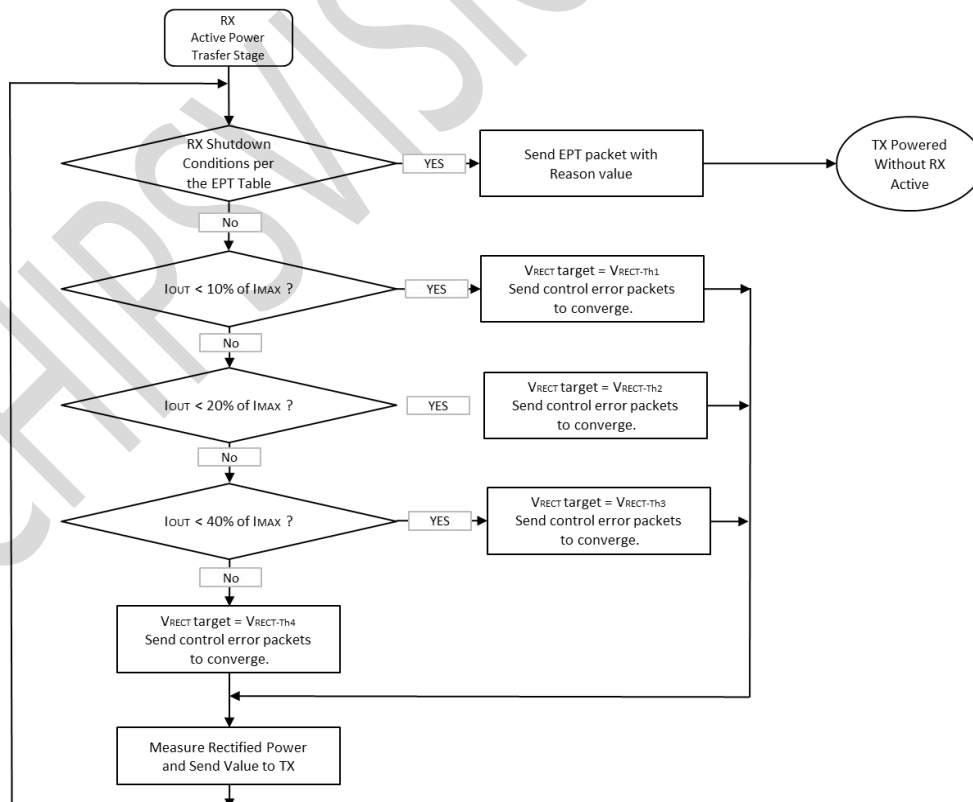 RX
Active Power
Trasfer Stage
RX Shutdown
Conditions per
the EPT Table
YES
Send EPT packet with
Reason value
TX Powered
Without RX
Active
No
IOUT < 10% of IMAX ?
YES
VRECT target = VRECT-Th1
Send control error packets
to converge.
No
IOUT < 20% of IMAX ?
YES
VRECT target = VRECT-Th2
Send control error packets
to converge.
No
IOUT < 40% of IMAX ?
YES
VRECT target = VRECT-Th3
Send control error packets
to converge.
No
VRECT target = VRECT-Th4
Send control error packets
to converge.
Measure Rectified Power
and Send Value to TX
CHIPSVISION